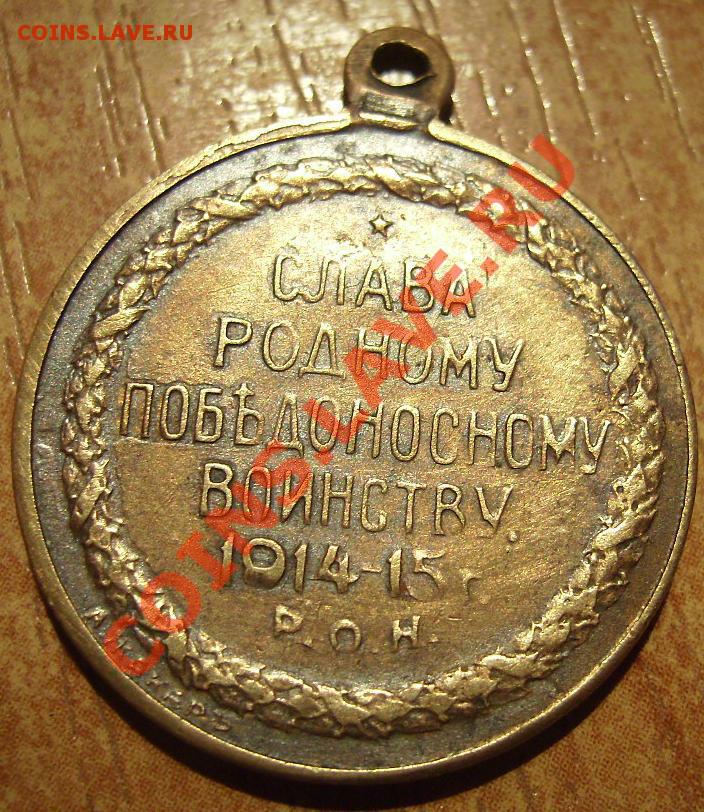 COINS.LAVE.RU
СЛАВА
РОДНОМУ
ПОБѢДОНОСНОМУ
ВОИНСТВУ.
1914-15 г
Р.О.Н.
COINS.LAVE.RU